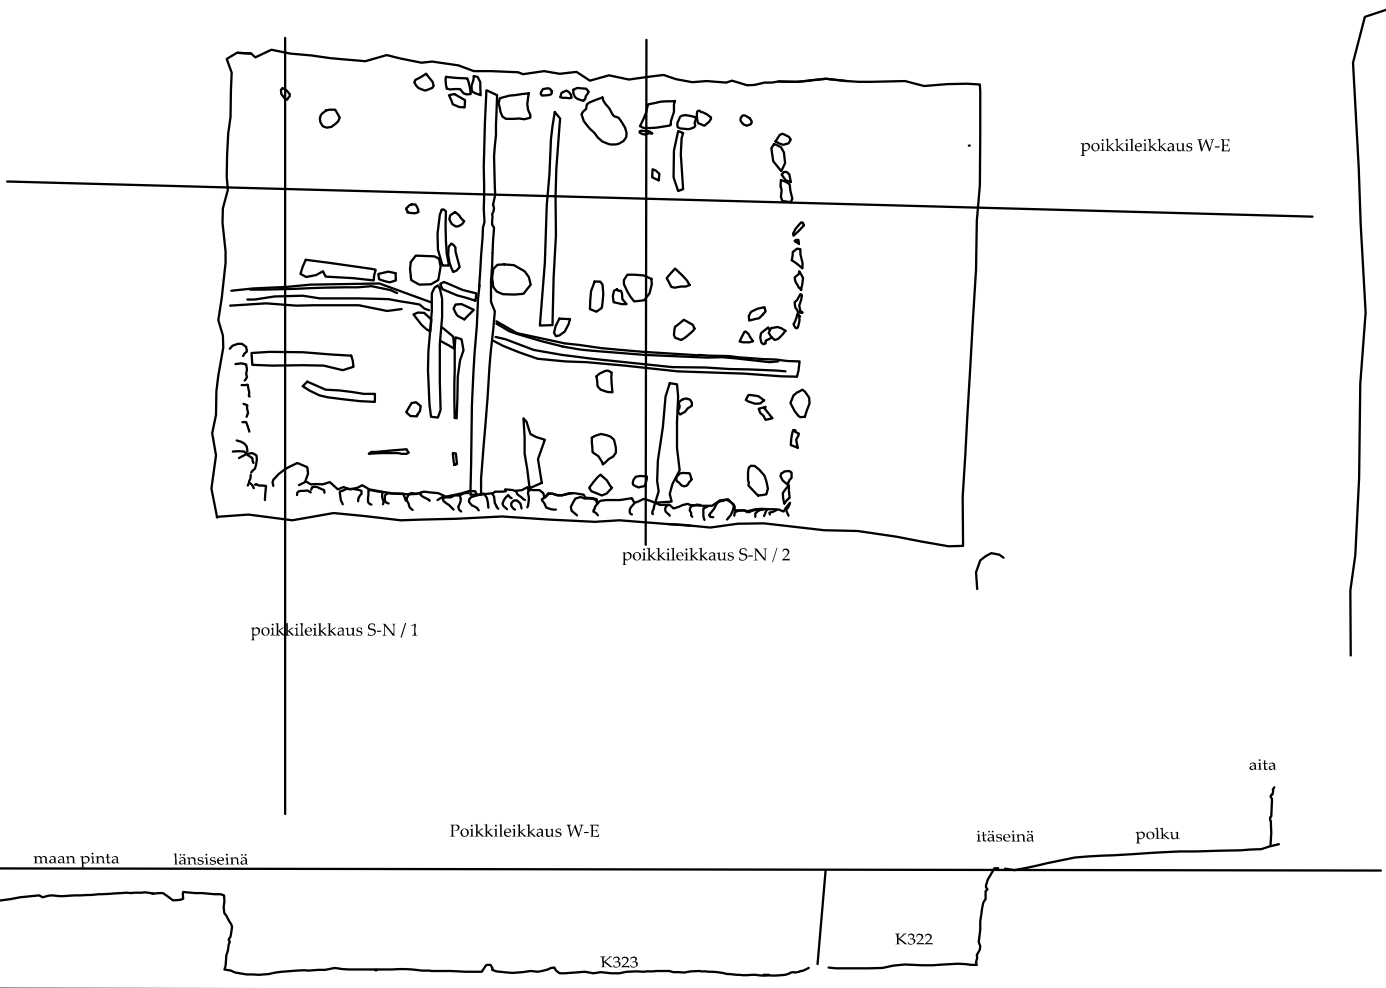 poikkileikkaus W-E
poikkileikkaus S-N / 2
poikkileikkaus S-N / 1
aita
Poikkileikkaus W-E
itäseinä
polku
maan pinta
länsiseinä
K322
K323